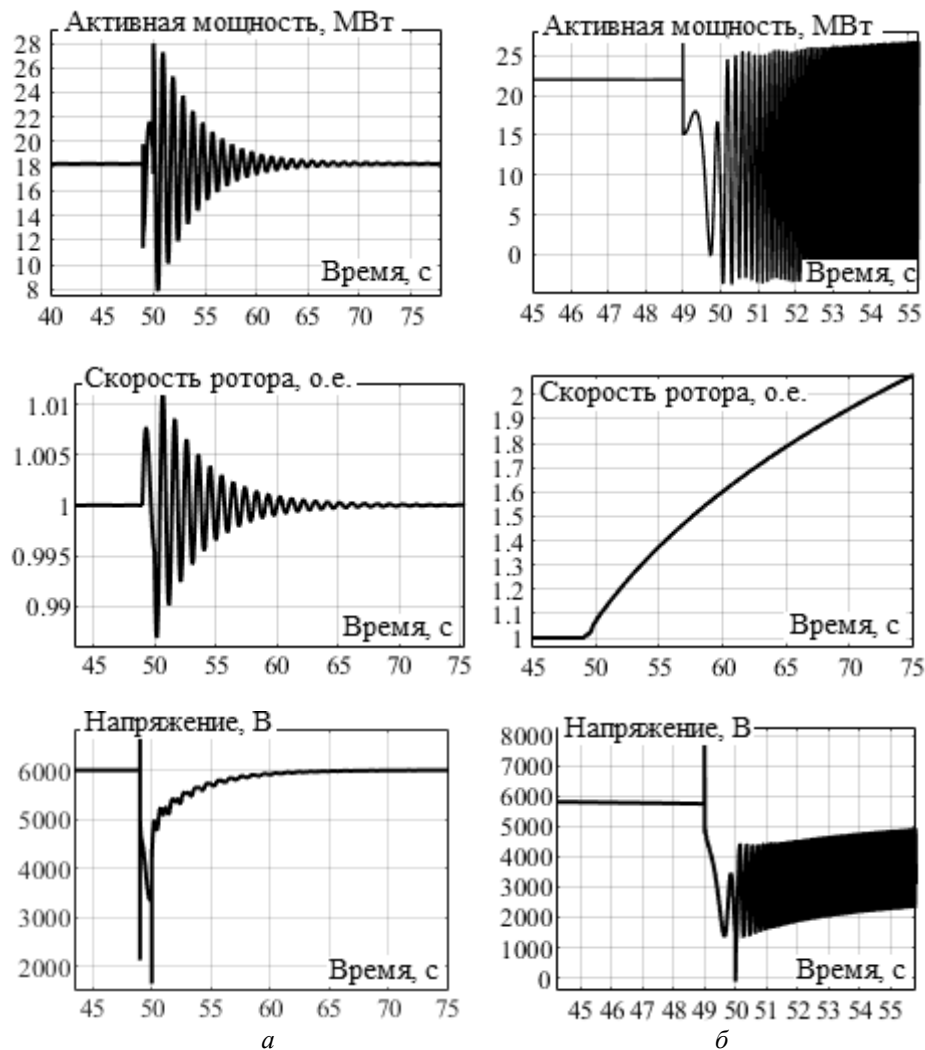 Активная мощность, МВт
28
26
24
22
20
18
16
14
12
10
8
Время, с
40 45 50 55 60 65 70 75
Активная мощность, МВт
25
20
15
10
5
0
Время, с
45 46 47 48 49 50 51 52 53 54 55
Скорость ротора, о.е.
1.01
1.005
1
0.995
0.99
Время, с
45 50 55 60 65 70 75
Скорость ротора, о.е.
2
1.9
1.8
1.7
1.6
1.5
1.4
1.3
1.2
1.1
1
Время, с
45 50 55 60 65 70 75
Напряжение, В
6000
5000
4000
3000
2000
Время, с
45 50 55 60 65 70 75
а
Напряжение, В
8000
7000
6000
5000
4000
3000
2000
1000
0
Время, с
45 46 47 48 49 50 51 52 53 54 55
б